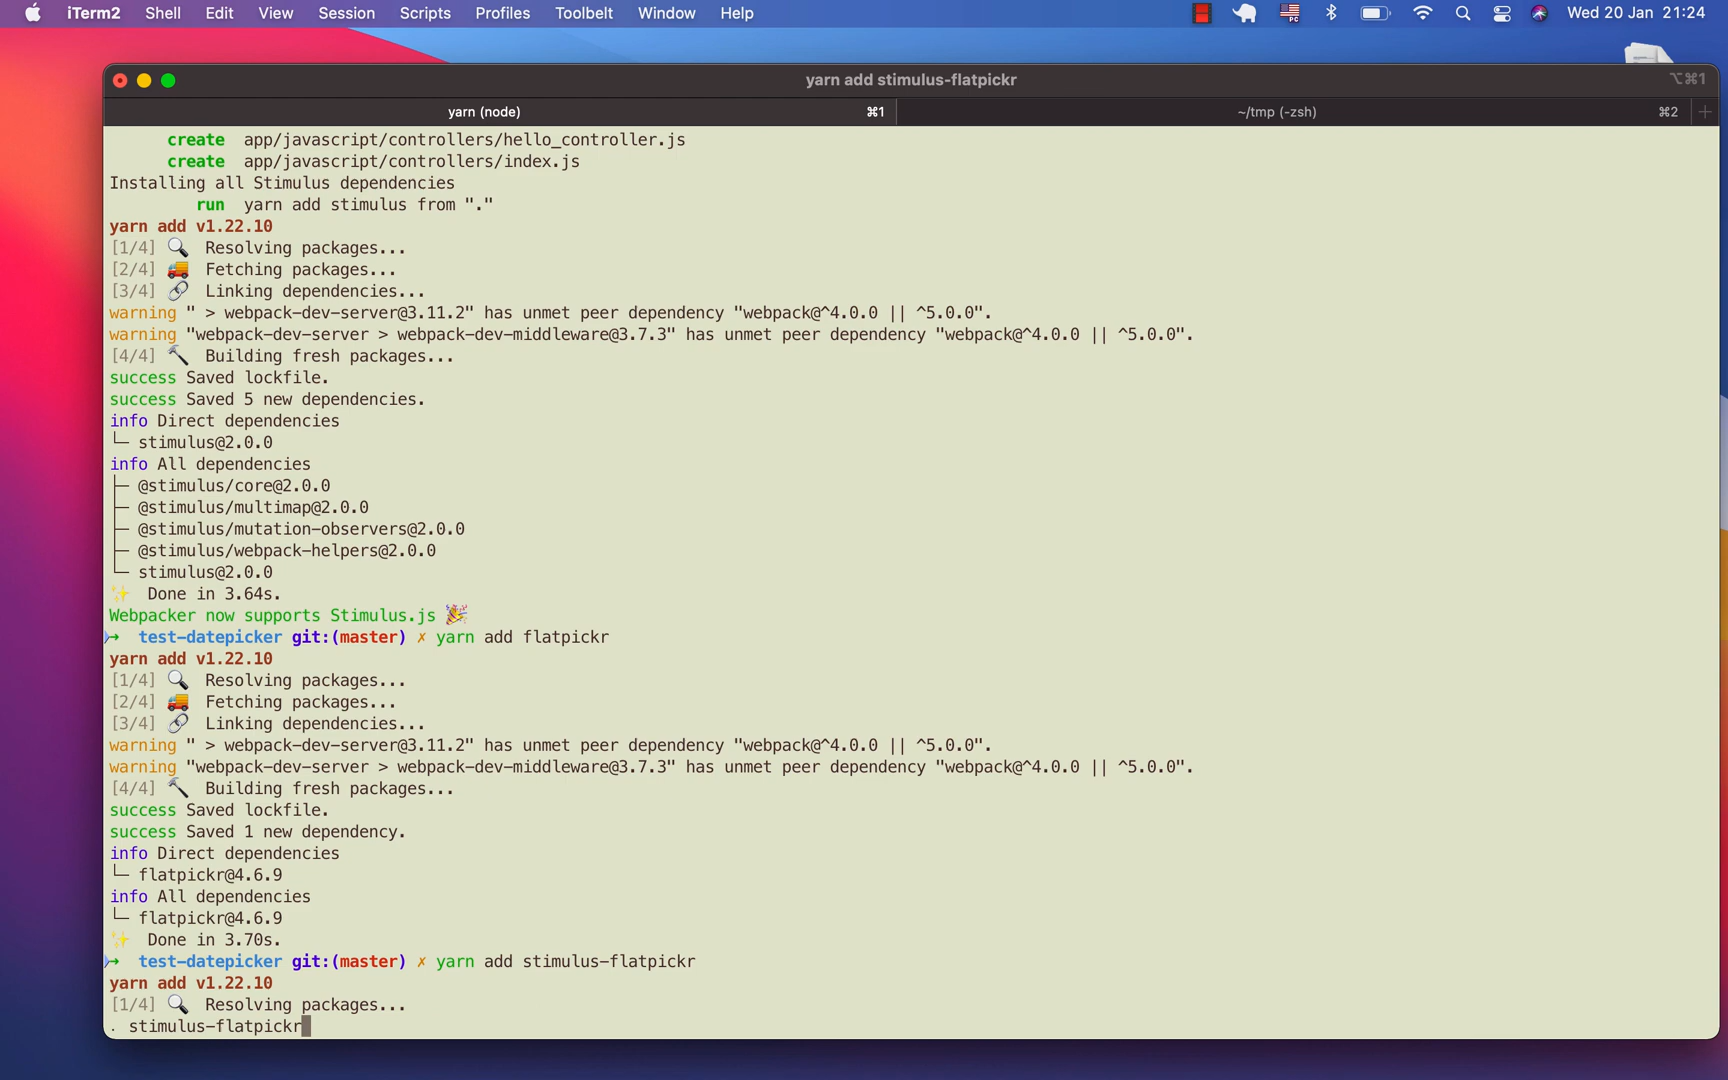 iTerm2 Shell Edit View Session Scripts Profiles Toolbelt Window Help Wed 20 Jan 21:24
yarn add stimulus-flatpickr ⌥⌘1
yarn (node) ⌘1 ~/tmp (-zsh) ⌘2
create app/javascript/controllers/hello_controller.js
create app/javascript/controllers/index.js
Installing all Stimulus dependencies
run yarn add stimulus from "."
yarn add v1.22.10
[1/4] 🔍 Resolving packages...
[2/4] 🚚 Fetching packages...
[3/4] 🔗 Linking dependencies...
warning " > webpack-dev-server@3.11.2" has unmet peer dependency "webpack@^4.0.0 || ^5.0.0".
warning "webpack-dev-server > webpack-dev-middleware@3.7.3" has unmet peer dependency "webpack@^4.0.0 || ^5.0.0".
[4/4] 🔨 Building fresh packages...
success Saved lockfile.
success Saved 5 new dependencies.
info Direct dependencies
└─ stimulus@2.0.0
info All dependencies
├─ @stimulus/core@2.0.0
├─ @stimulus/multimap@2.0.0
├─ @stimulus/mutation-observers@2.0.0
├─ @stimulus/webpack-helpers@2.0.0
└─ stimulus@2.0.0
✨ Done in 3.64s.
Webpacker now supports Stimulus.js 🎉
➜ test-datepicker git:(master) ✗ yarn add flatpickr
yarn add v1.22.10
[1/4] 🔍 Resolving packages...
[2/4] 🚚 Fetching packages...
[3/4] 🔗 Linking dependencies...
warning " > webpack-dev-server@3.11.2" has unmet peer dependency "webpack@^4.0.0 || ^5.0.0".
warning "webpack-dev-server > webpack-dev-middleware@3.7.3" has unmet peer dependency "webpack@^4.0.0 || ^5.0.0".
[4/4] 🔨 Building fresh packages...
success Saved lockfile.
success Saved 1 new dependency.
info Direct dependencies
└─ flatpickr@4.6.9
info All dependencies
└─ flatpickr@4.6.9
✨ Done in 3.70s.
➜ test-datepicker git:(master) ✗ yarn add stimulus-flatpickr
yarn add v1.22.10
[1/4] 🔍 Resolving packages...
. stimulus-flatpickr